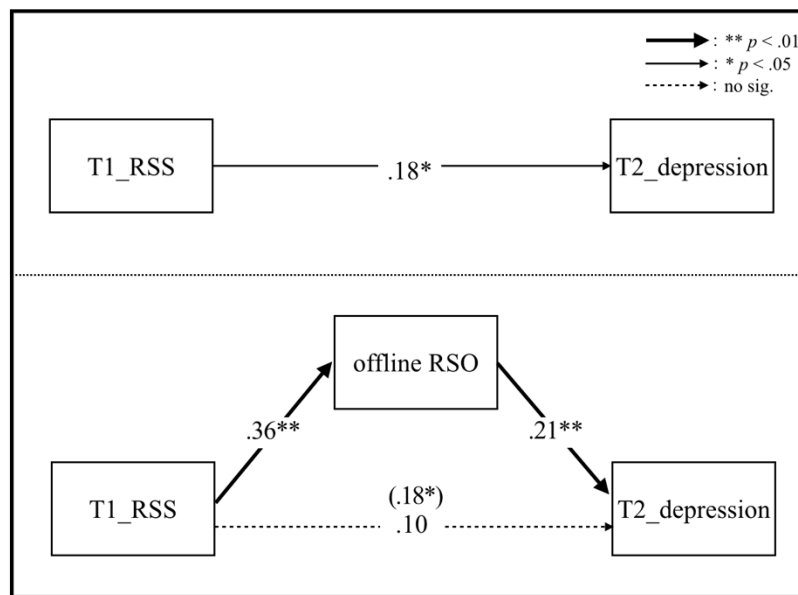 : ** p < .01
: * p < .05
: no sig.
T1_RSS
.18*
T2_depression
offline RSO
.36**
.21**
T1_RSS
(.18*)
.10
T2_depression